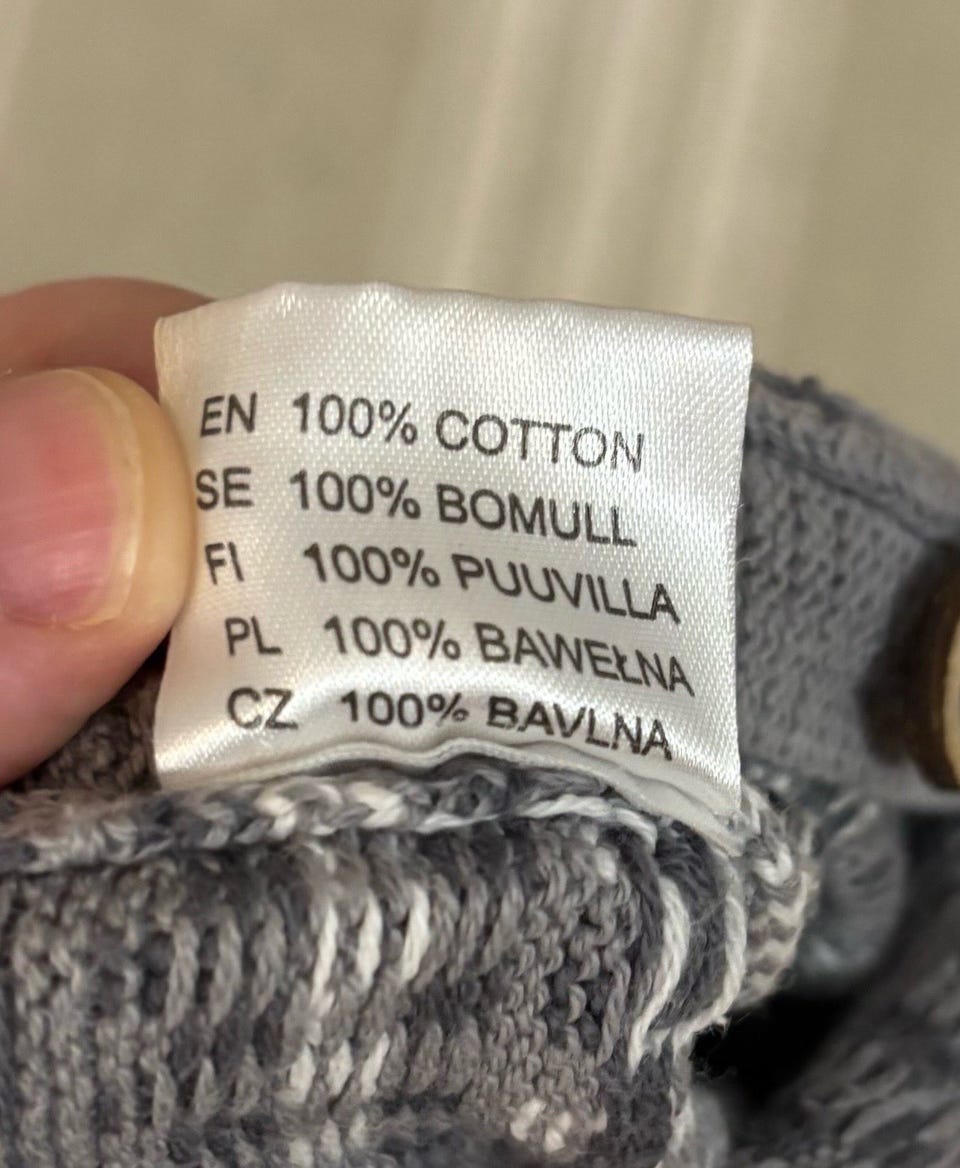 EN 100% COTTON
SE 100% BOMULL
FI 100% PUUVILLA
PL 100% BAWEŁNA
CZ 100% BAVLNA